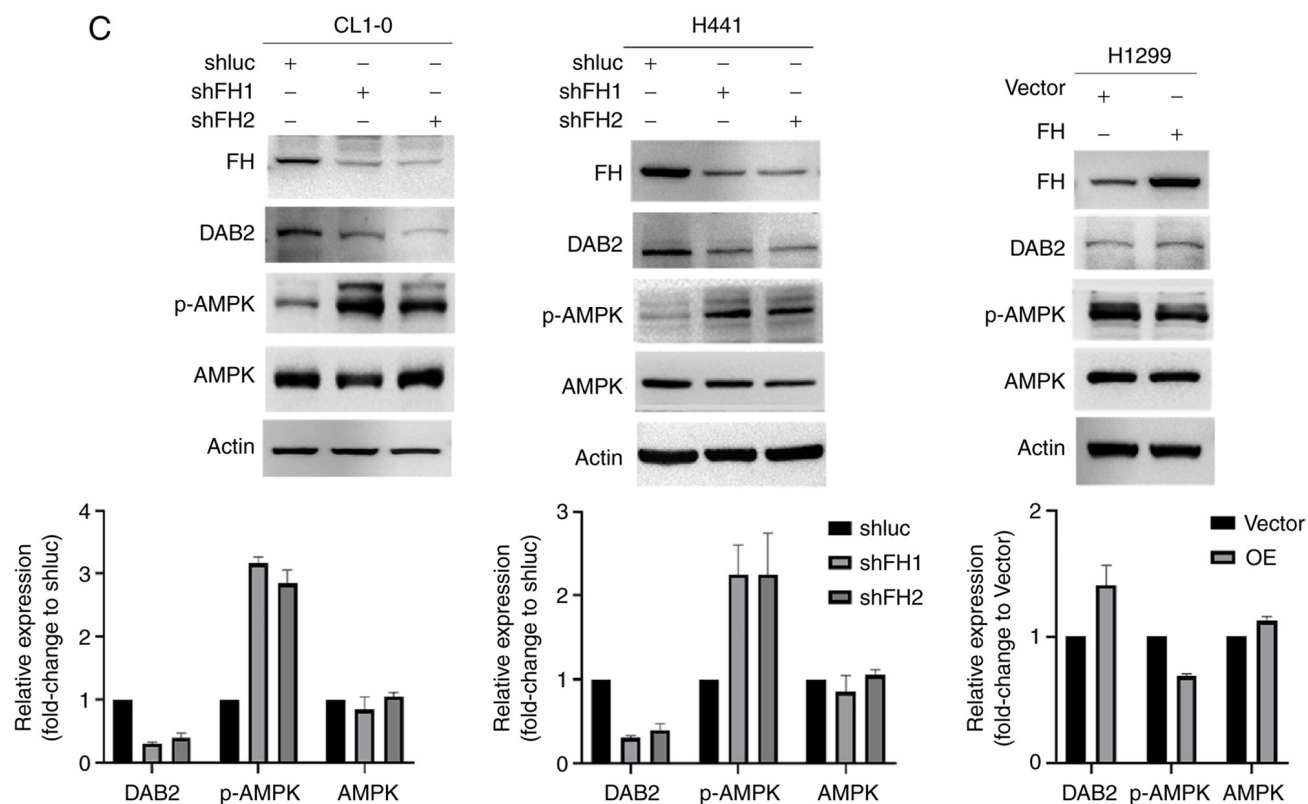 C
CL1-0
shluc + – –
shFH1 – + –
shFH2 – – +
FH
DAB2
p-AMPK
AMPK
Actin
H441
shluc + – –
shFH1 – + –
shFH2 – – +
FH
DAB2
p-AMPK
AMPK
Actin
H1299
Vector + –
FH – +
FH
DAB2
p-AMPK
AMPK
Actin
Relative expression
(fold-change to shluc)
4
3
2
1
0
DAB2 p-AMPK AMPK
Relative expression
(fold-change to shluc)
3
2
1
0
DAB2 p-AMPK AMPK
shluc
shFH1
shFH2
Relative expression
(fold-change to Vector)
2
1
0
DAB2 p-AMPK AMPK
Vector
OE